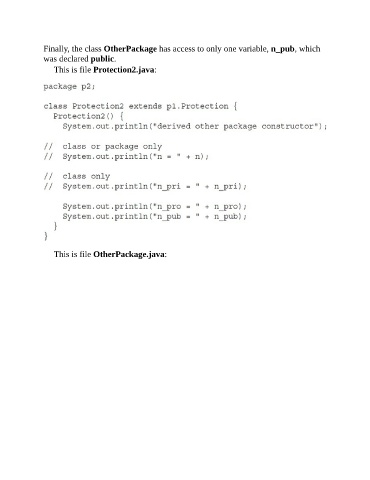 Finally, the class OtherPackage has access to only one variable, n_pub, which
was declared public.
This is file Protection2.java:
package p2;
class Protection2 extends p1.Protection {
Protection2() {
System.out.println("derived other package constructor");
// class or package only
// System.out.println("n = " + n);
// class only
// System.out.println("n_pri = " + n_pri);
System.out.println("n_pro = " + n_pro);
System.out.println("n_pub = " + n_pub);
}
}
This is file OtherPackage.java: